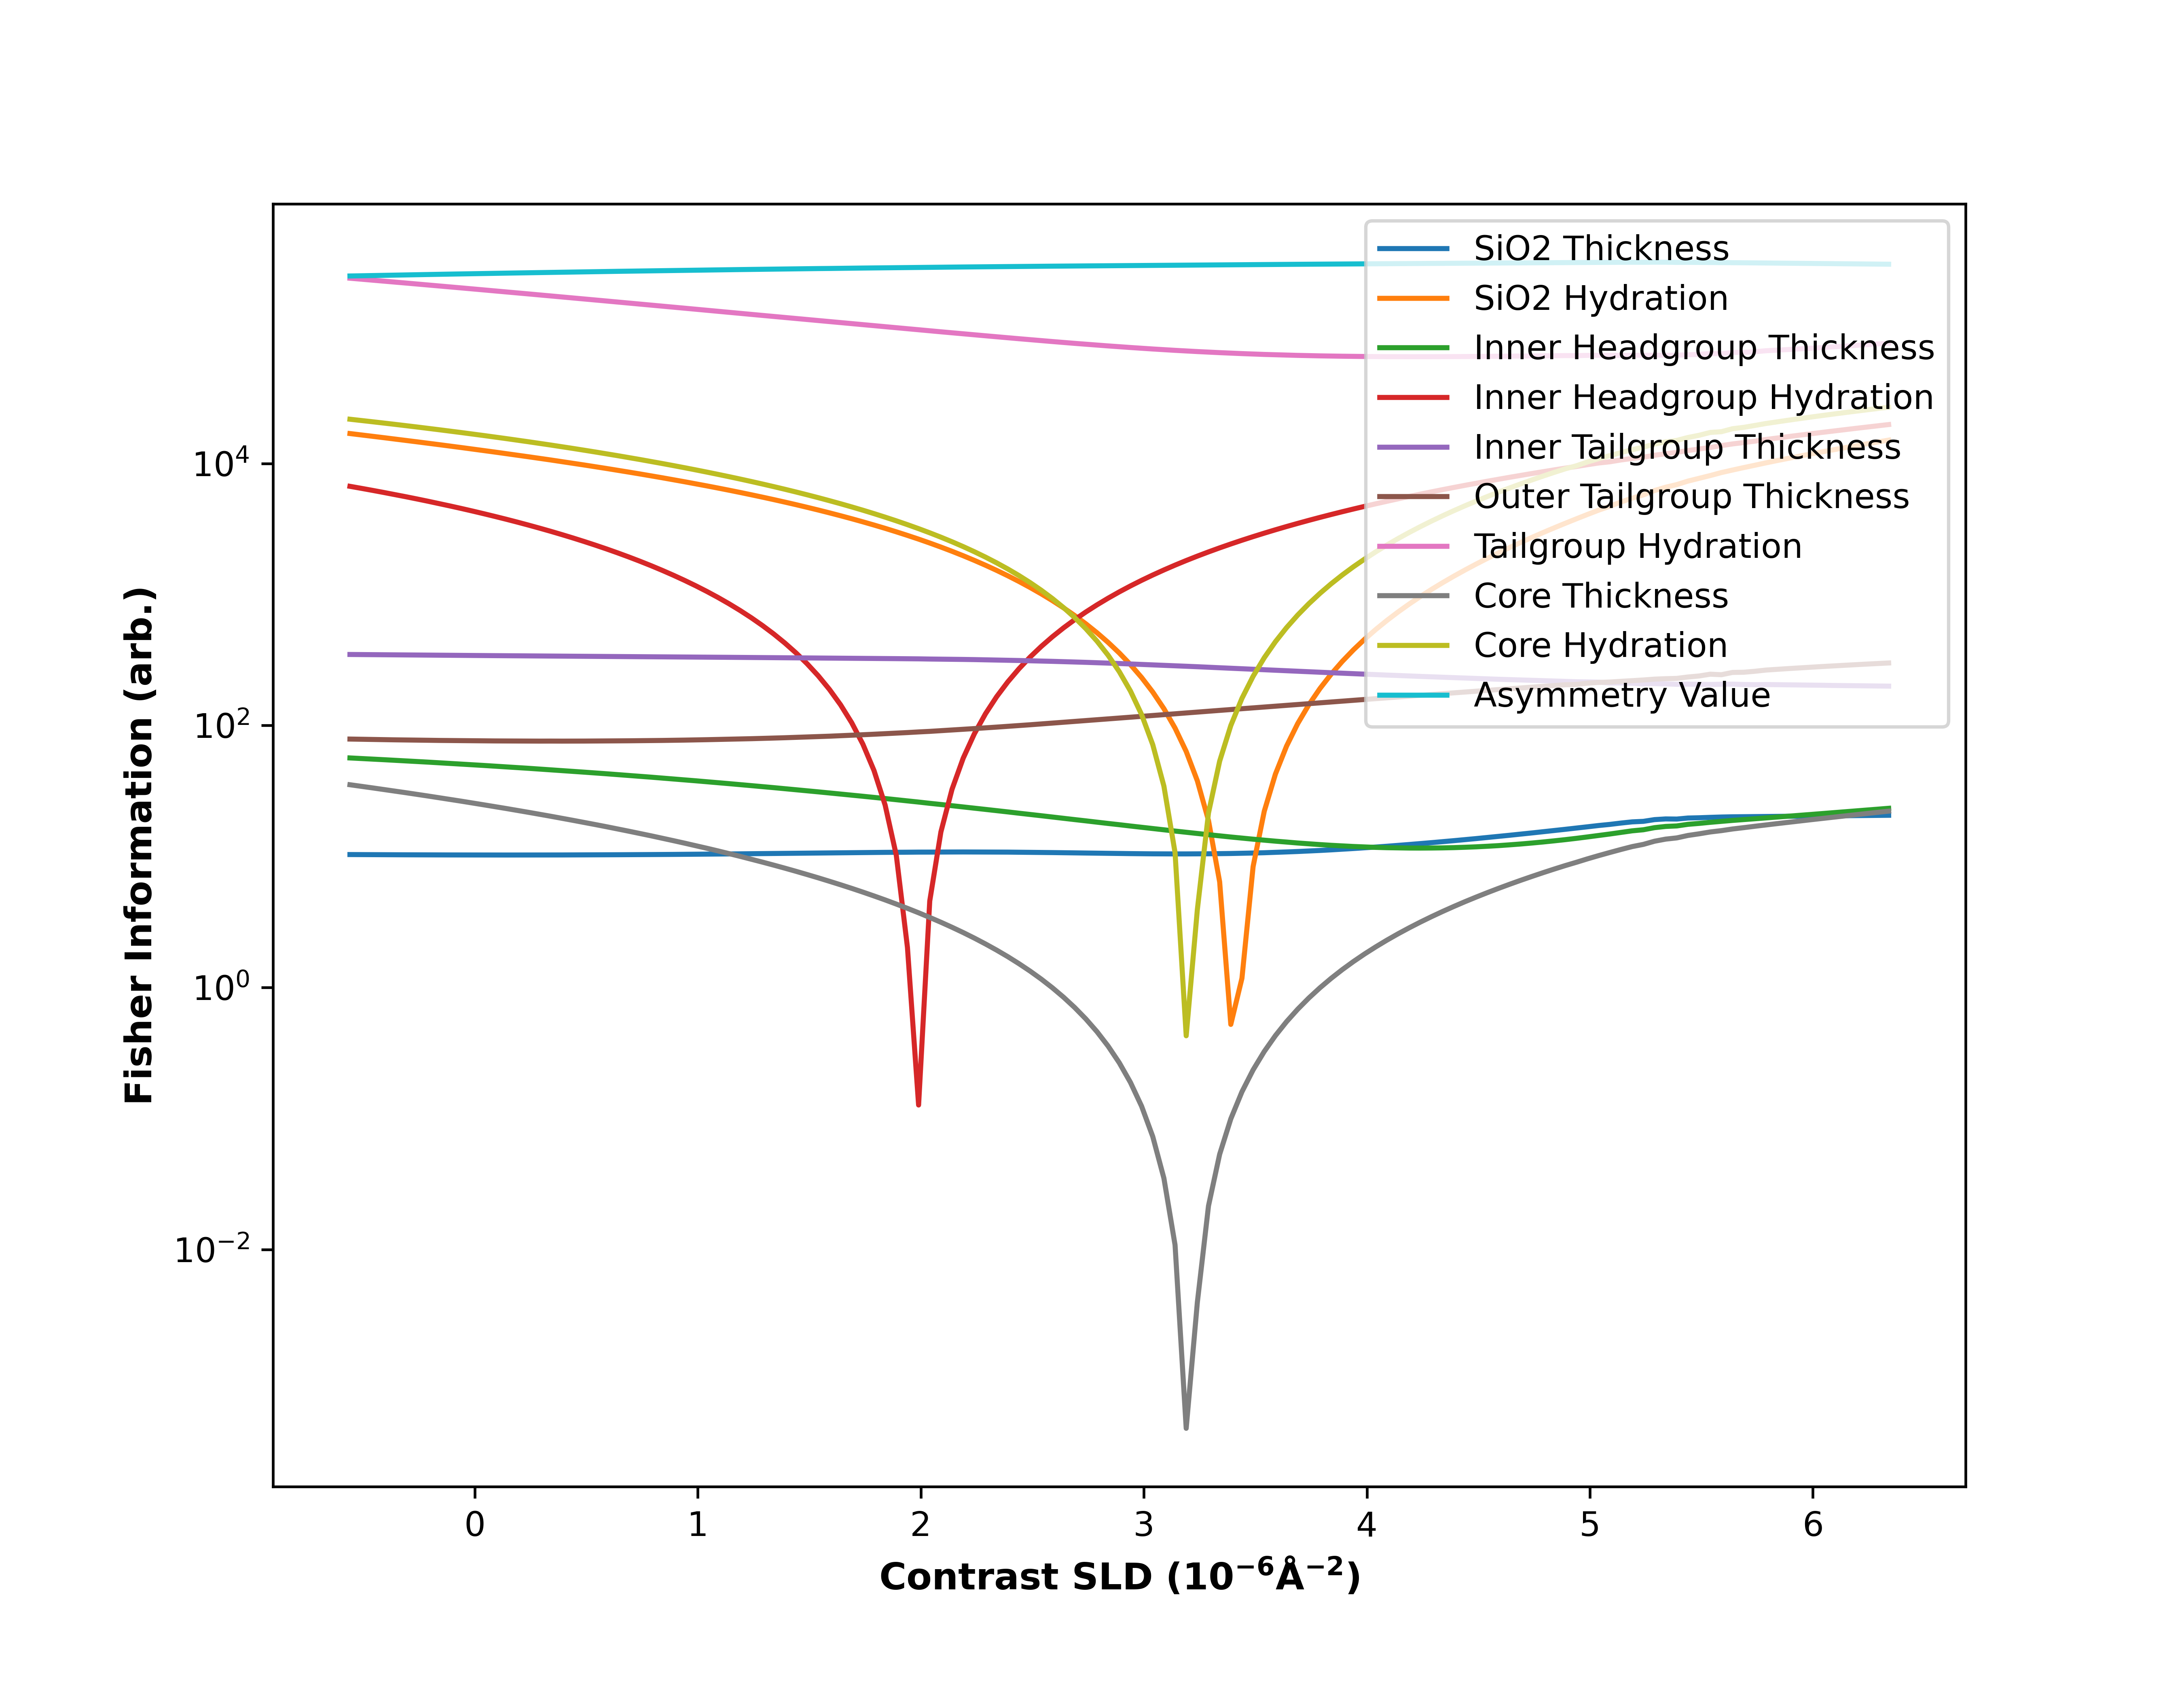 SiO2 Thickness
SiO2 Hydration
Inner Headgroup Thickness
Inner Headgroup Hydration
Inner Tailgroup Thickness
Outer Tailgroup Thickness
Tailgroup Hydration
Core Thickness
Core Hydration
Asymmetry Value
10⁴
10²
10⁰
10⁻²
Fisher Information (arb.)
0 1 2 3 4 5 6
Contrast SLD (10⁻⁶Å⁻²)